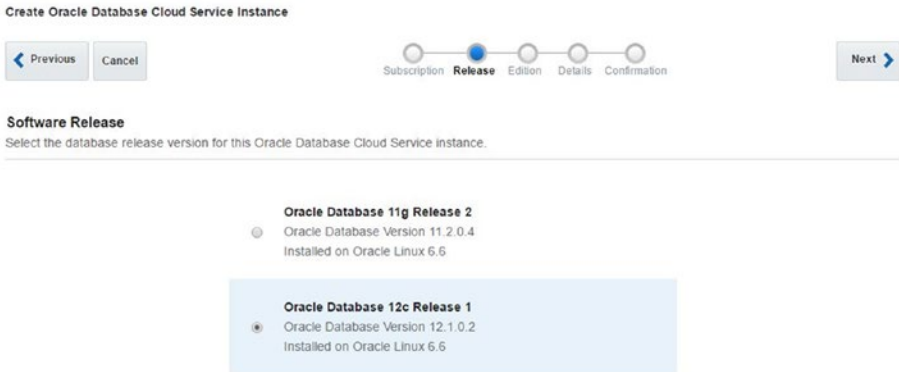 Create Oracle Database Cloud Service Instance
Previous
Cancel
Subscription Release Edition Details Confirmation
Next
Software Release
Select the database release version for this Oracle Database Cloud Service instance.
Oracle Database 11g Release 2
Oracle Database Version 11.2.0.4
Installed on Oracle Linux 6.6
Oracle Database 12c Release 1
Oracle Database Version 12.1.0.2
Installed on Oracle Linux 6.6